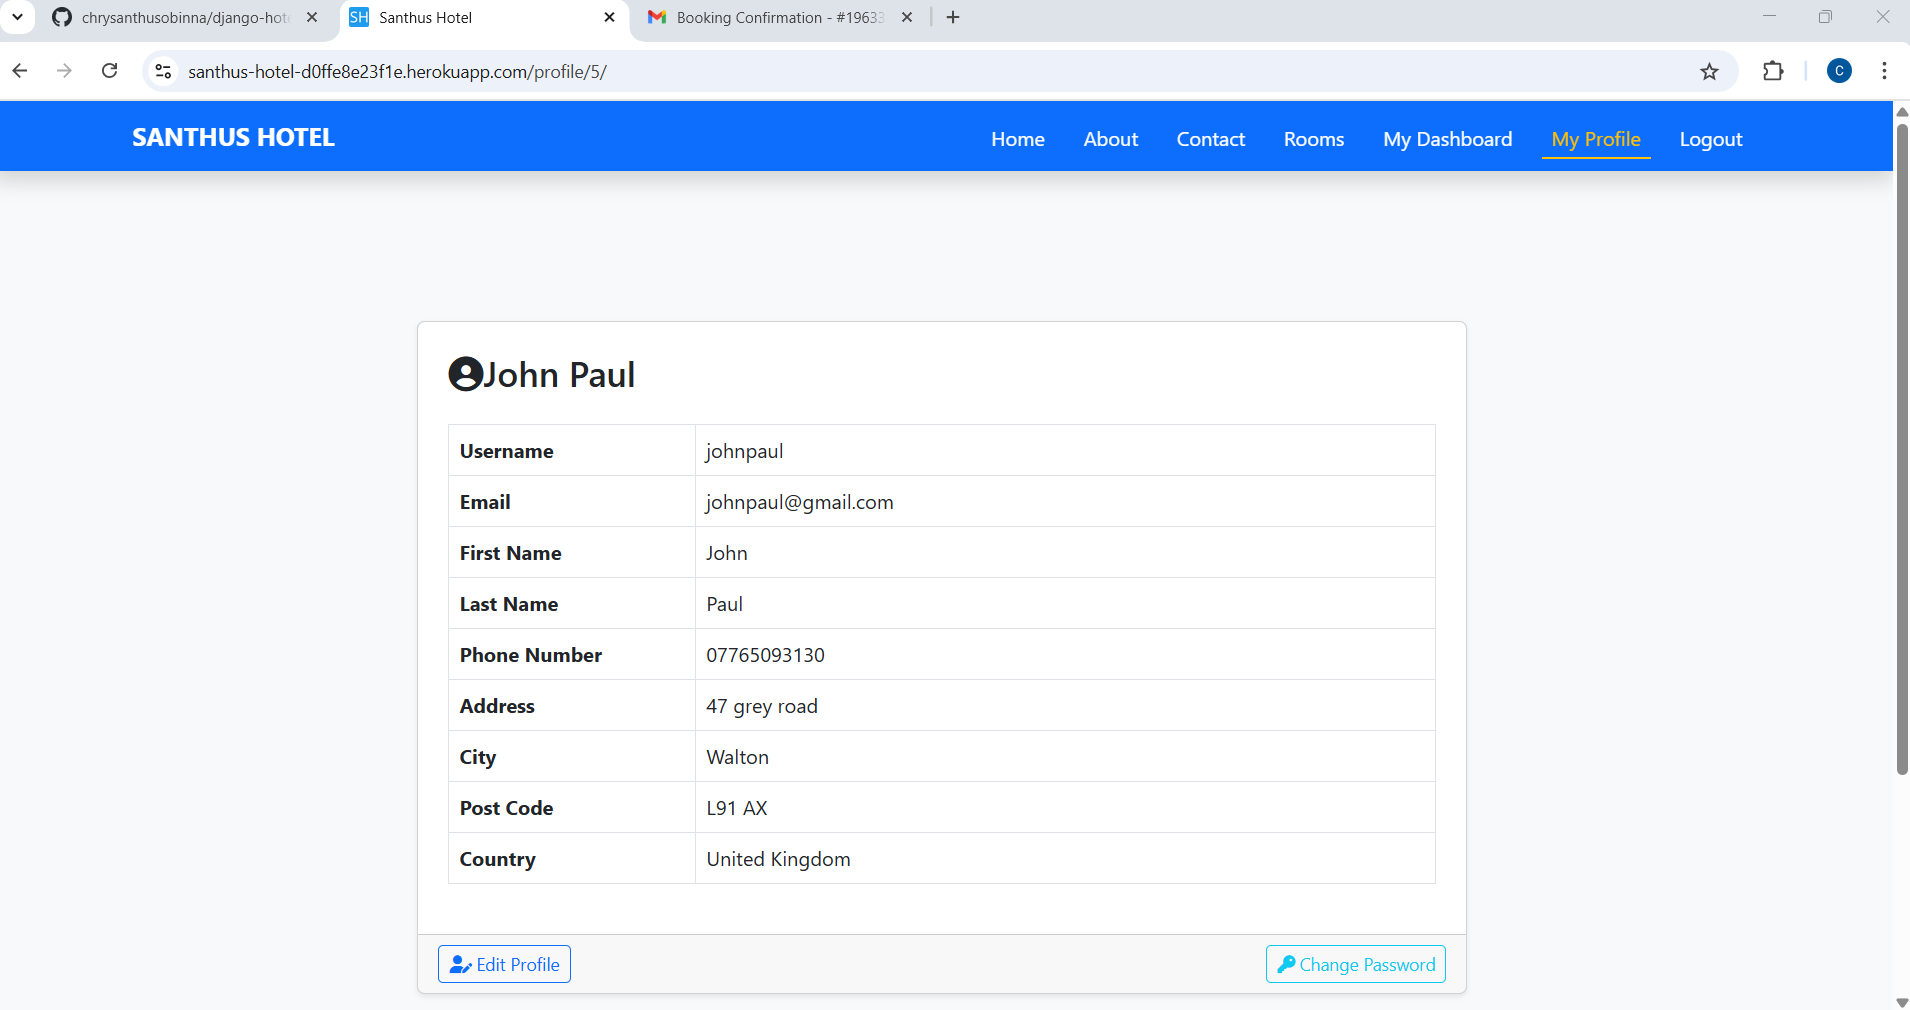 chrysanthusobinna/django-hot
SH Santhus Hotel
Booking Confirmation - #19633
santhus-hotel-d0ffe8e23f1e.herokuapp.com/profile/5/
C
SANTHUS HOTEL
Home About Contact Rooms My Dashboard My Profile Logout
John Paul
Username johnpaul
Email johnpaul@gmail.com
First Name John
Last Name Paul
Phone Number 07765093130
Address 47 grey road
City Walton
Post Code L91 AX
Country United Kingdom
Edit Profile Change Password